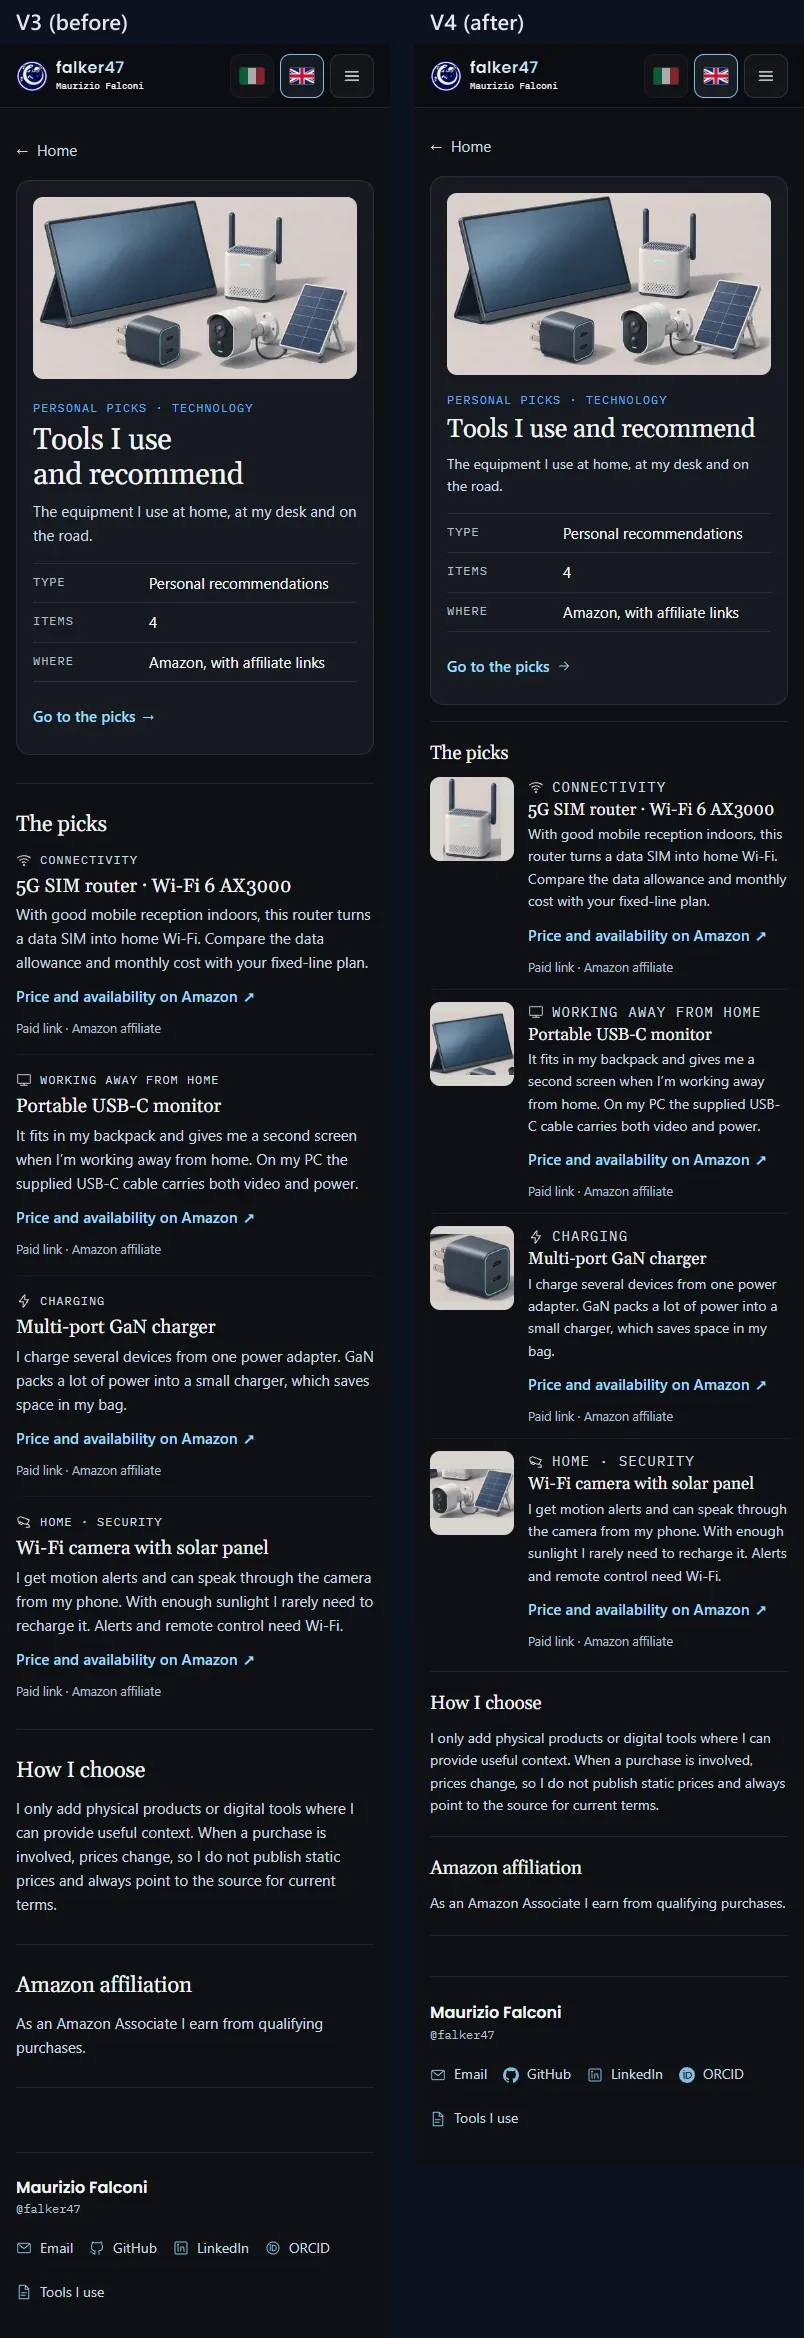 V3 (before)
falker47
Maurizio Falconi
← Home
PERSONAL PICKS · TECHNOLOGY
Tools I use
and recommend
The equipment I use at home, at my desk and on
the road.
TYPE Personal recommendations
ITEMS 4
WHERE Amazon, with affiliate links
Go to the picks →
The picks
CONNECTIVITY
5G SIM router · Wi-Fi 6 AX3000
With good mobile reception indoors, this router turns
a data SIM into home Wi-Fi. Compare the data
allowance and monthly cost with your fixed-line plan.
Price and availability on Amazon ↗
Paid link · Amazon affiliate
WORKING AWAY FROM HOME
Portable USB-C monitor
It fits in my backpack and gives me a second screen
when I’m working away from home. On my PC the
supplied USB-C cable carries both video and power.
Price and availability on Amazon ↗
Paid link · Amazon affiliate
CHARGING
Multi-port GaN charger
I charge several devices from one power adapter. GaN
packs a lot of power into a small charger, which saves
space in my bag.
Price and availability on Amazon ↗
Paid link · Amazon affiliate
HOME · SECURITY
Wi-Fi camera with solar panel
I get motion alerts and can speak through the camera
from my phone. With enough sunlight I rarely need to
recharge it. Alerts and remote control need Wi-Fi.
Price and availability on Amazon ↗
Paid link · Amazon affiliate
How I choose
I only add physical products or digital tools where I
can provide useful context. When a purchase is
involved, prices change, so I do not publish static
prices and always point to the source for current
terms.
Amazon affiliation
As an Amazon Associate I earn from qualifying
purchases.
Maurizio Falconi
@falker47
Email GitHub LinkedIn ORCID
Tools I use
V4 (after)
falker47
Maurizio Falconi
← Home
PERSONAL PICKS · TECHNOLOGY
Tools I use and recommend
The equipment I use at home, at my desk and on
the road.
TYPE Personal recommendations
ITEMS 4
WHERE Amazon, with affiliate links
Go to the picks →
The picks
CONNECTIVITY
5G SIM router · Wi-Fi 6 AX3000
With good mobile reception indoors, this
router turns a data SIM into home Wi-Fi.
Compare the data allowance and monthly
cost with your fixed-line plan.
Price and availability on Amazon ↗
Paid link · Amazon affiliate
WORKING AWAY FROM HOME
Portable USB-C monitor
It fits in my backpack and gives me a
second screen when I’m working away
from home. On my PC the supplied USB-
C cable carries both video and power.
Price and availability on Amazon ↗
Paid link · Amazon affiliate
CHARGING
Multi-port GaN charger
I charge several devices from one power
adapter. GaN packs a lot of power into a
small charger, which saves space in my
bag.
Price and availability on Amazon ↗
Paid link · Amazon affiliate
HOME · SECURITY
Wi-Fi camera with solar panel
I get motion alerts and can speak through
the camera from my phone. With enough
sunlight I rarely need to recharge it. Alerts
and remote control need Wi-Fi.
Price and availability on Amazon ↗
Paid link · Amazon affiliate
How I choose
I only add physical products or digital tools where I can
provide useful context. When a purchase is involved,
prices change, so I do not publish static prices and always
point to the source for current terms.
Amazon affiliation
As an Amazon Associate I earn from qualifying purchases.
Maurizio Falconi
@falker47
Email GitHub LinkedIn ORCID
Tools I use